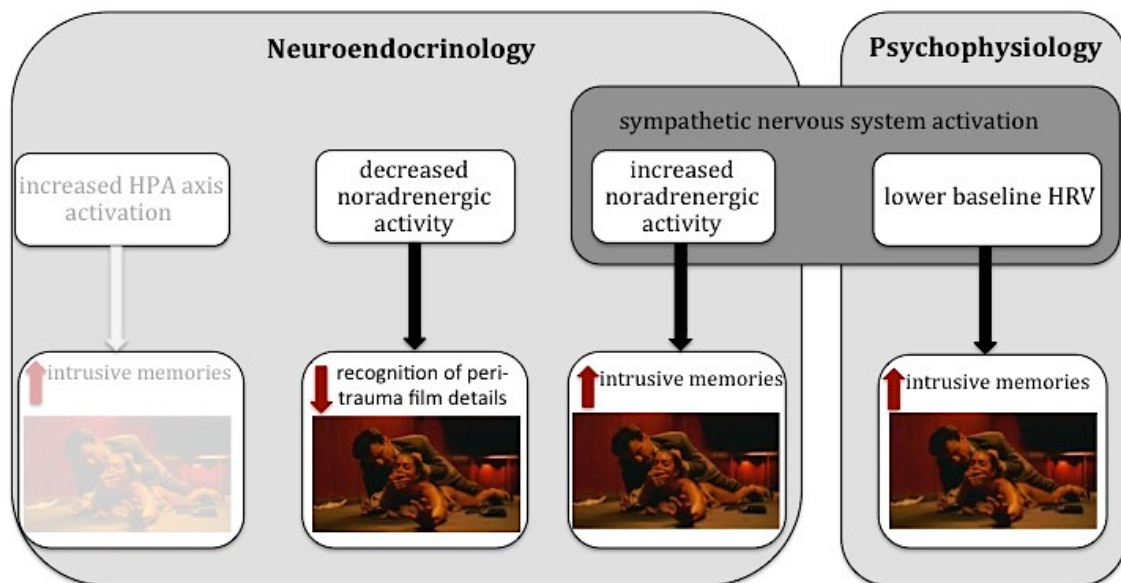 Neuroendocrinology
Psychophysiology
sympathetic nervous system activation
increased HPA axis
activation
decreased
noradrenergic
activity
increased
noradrenergic
activity
lower baseline HRV
intrusive memories
recognition of peri-
trauma film details
intrusive memories
intrusive memories